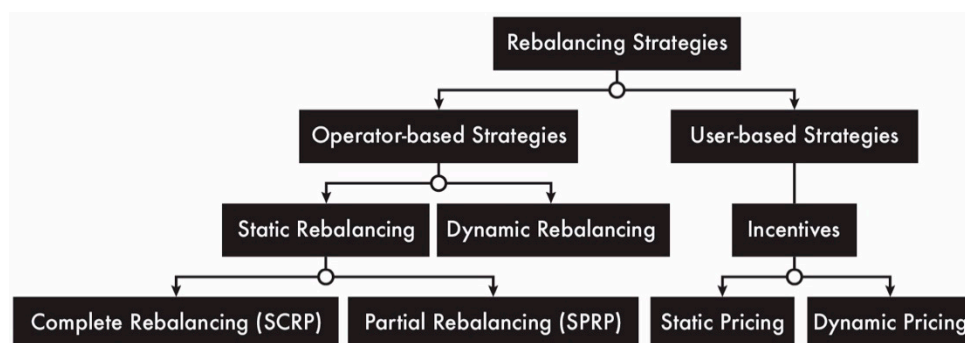 Rebalancing Strategies
Operator-based Strategies
User-based Strategies
Static Rebalancing
Dynamic Rebalancing
Incentives
Complete Rebalancing (SCRP)
Partial Rebalancing (SPRP)
Static Pricing
Dynamic Pricing